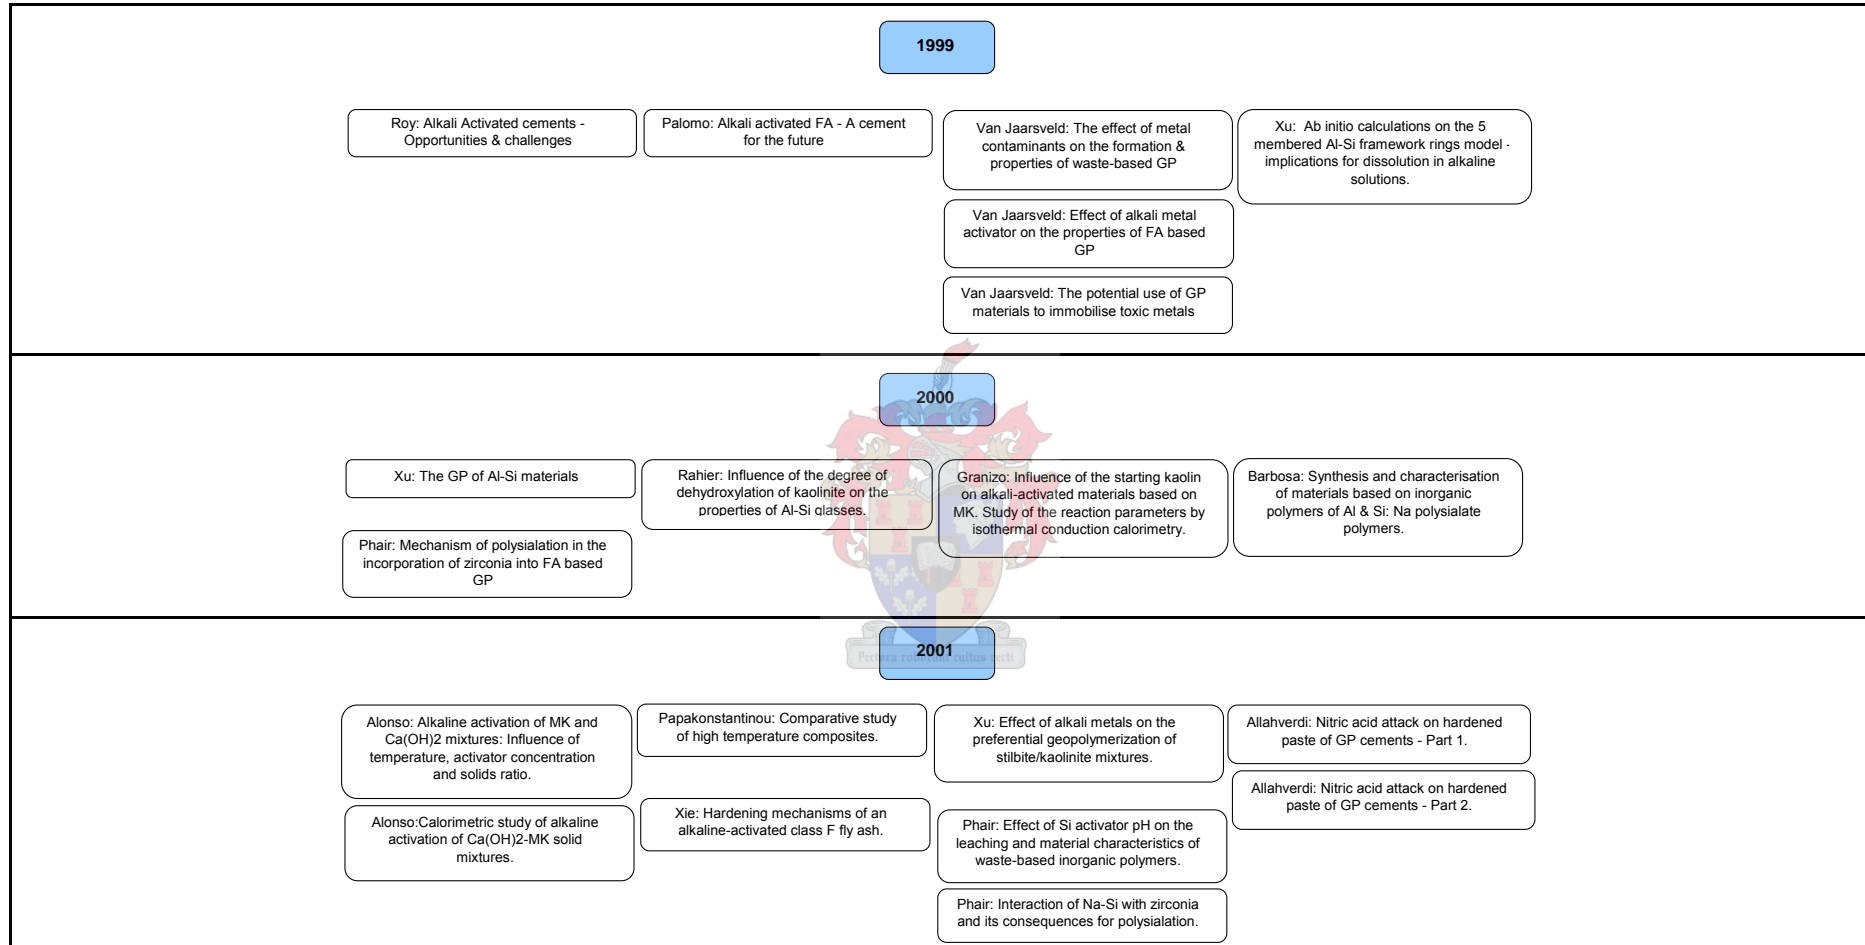 1999
Roy: Alkali Activated cements -
Opportunities & challenges
Palomo: Alkali activated FA - A cement
for the future
Van Jaarsveld: The effect of metal
contaminants on the formation &
properties of waste-based GP
Xu:  Ab initio calculations on the 5
membered Al-Si framework rings model -
implications for dissolution in alkaline
solutions.
Van Jaarsveld: Effect of alkali metal
activator on the properties of FA based
GP
Van Jaarsveld: The potential use of GP
materials to immobilise toxic metals
2000
Xu: The GP of Al-Si materials
Rahier: Influence of the degree of
dehydroxylation of kaolinite on the
properties of Al-Si glasses.
Granizo: Influence of the starting kaolin
on alkali-activated materials based on
MK. Study of the reaction parameters by
isothermal conduction calorimetry.
Barbosa: Synthesis and characterisation
of materials based on inorganic
polymers of Al & Si: Na polysialate
polymers.
Phair: Mechanism of polysialation in the
incorporation of zirconia into FA based
GP
2001
Pectora roborant cultus recti
Alonso: Alkaline activation of MK and
Ca(OH)2 mixtures: Influence of
temperature, activator concentration
and solids ratio.
Papakonstantinou: Comparative study
of high temperature composites.
Xu: Effect of alkali metals on the
preferential geopolymerization of
stilbite/kaolinite mixtures.
Allahverdi: Nitric acid attack on hardened
paste of GP cements - Part 1.
Allahverdi: Nitric acid attack on hardened
paste of GP cements - Part 2.
Alonso:Calorimetric study of alkaline
activation of Ca(OH)2-MK solid
mixtures.
Xie: Hardening mechanisms of an
alkaline-activated class F fly ash.
Phair: Effect of Si activator pH on the
leaching and material characteristics of
waste-based inorganic polymers.
Phair: Interaction of Na-Si with zirconia
and its consequences for polysialation.